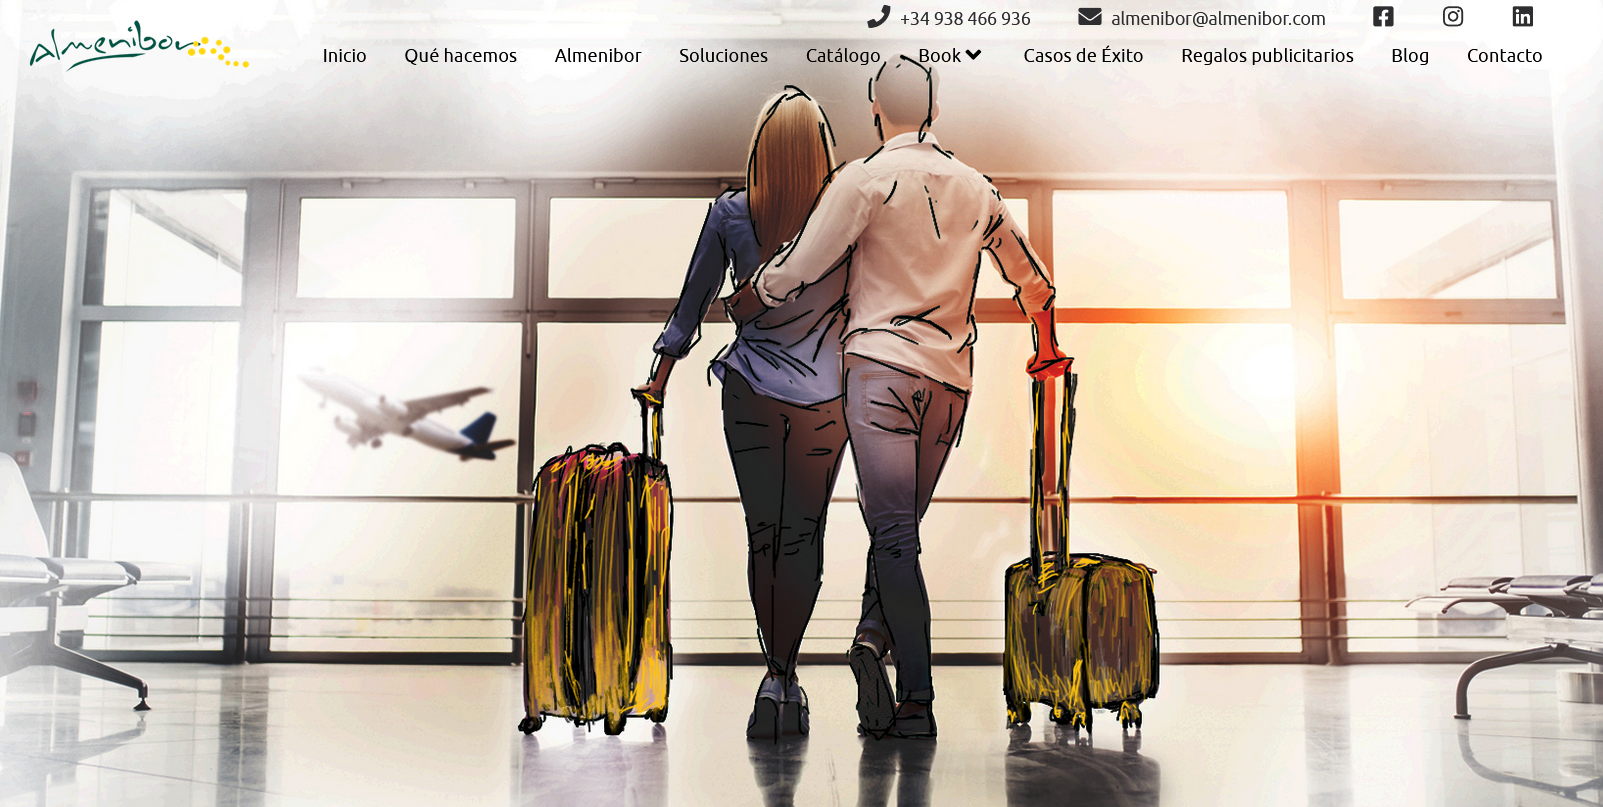 +34 938 466 936 almenibor@almenibor.com
Almenibor
Inicio Qué hacemos Almenibor Soluciones Catálogo Book Casos de Éxito Regalos publicitarios Blog Contacto